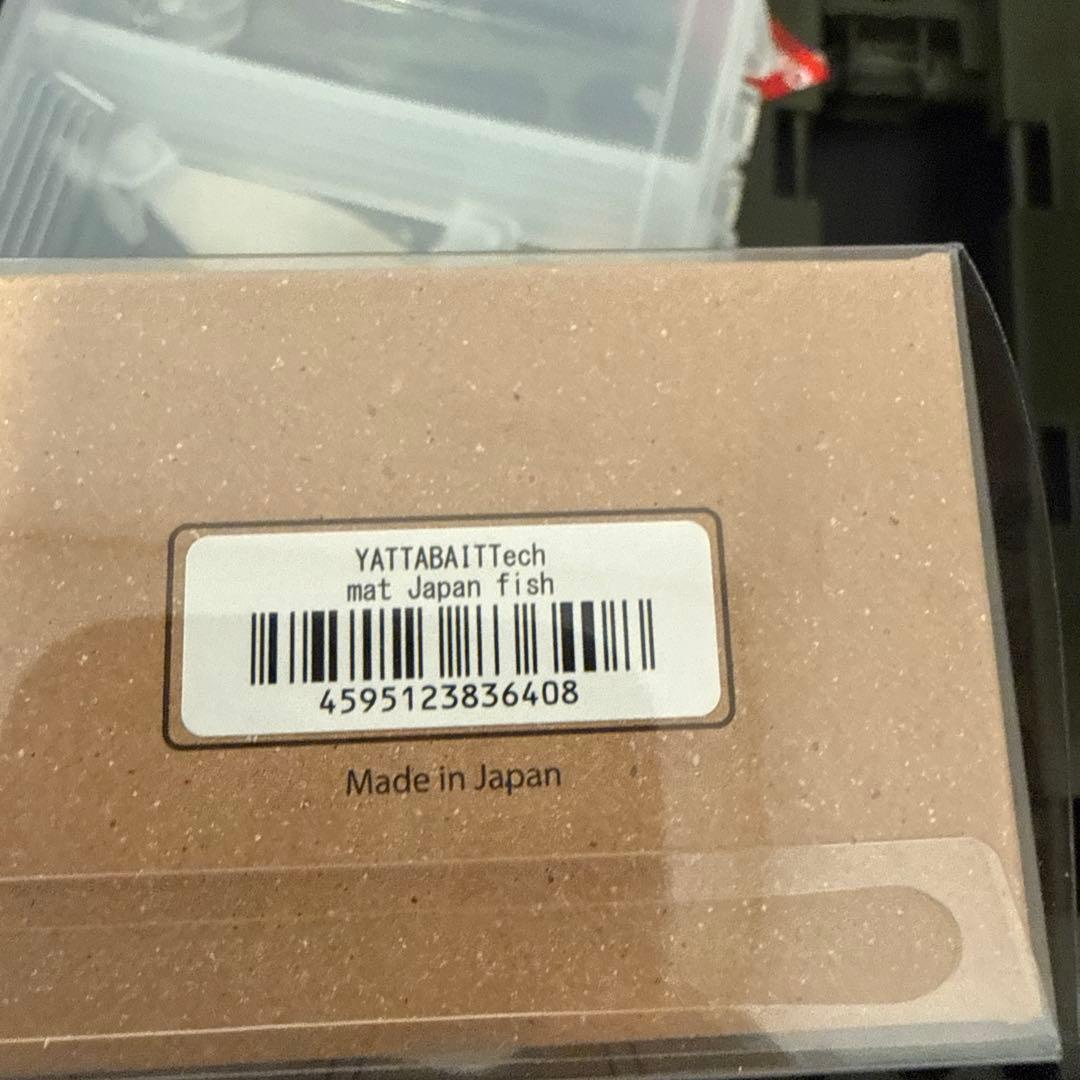 YATTABAITTech
mat Japan fish
4595123836408
Made in Japan